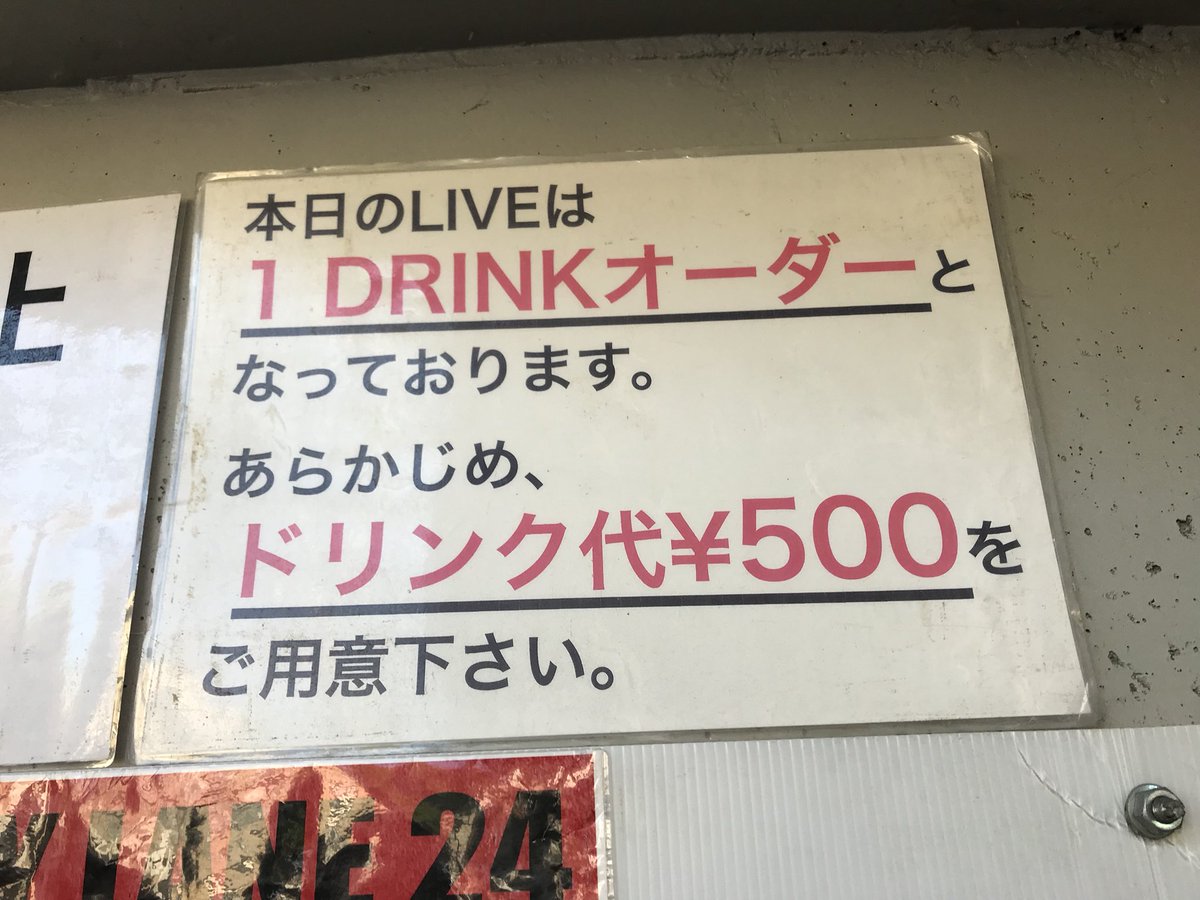 本日のLIVEは
1 DRINKオーダーと
なっております。
あらかじめ、
ドリンク代¥500を
ご用意下さい。
LANE 24